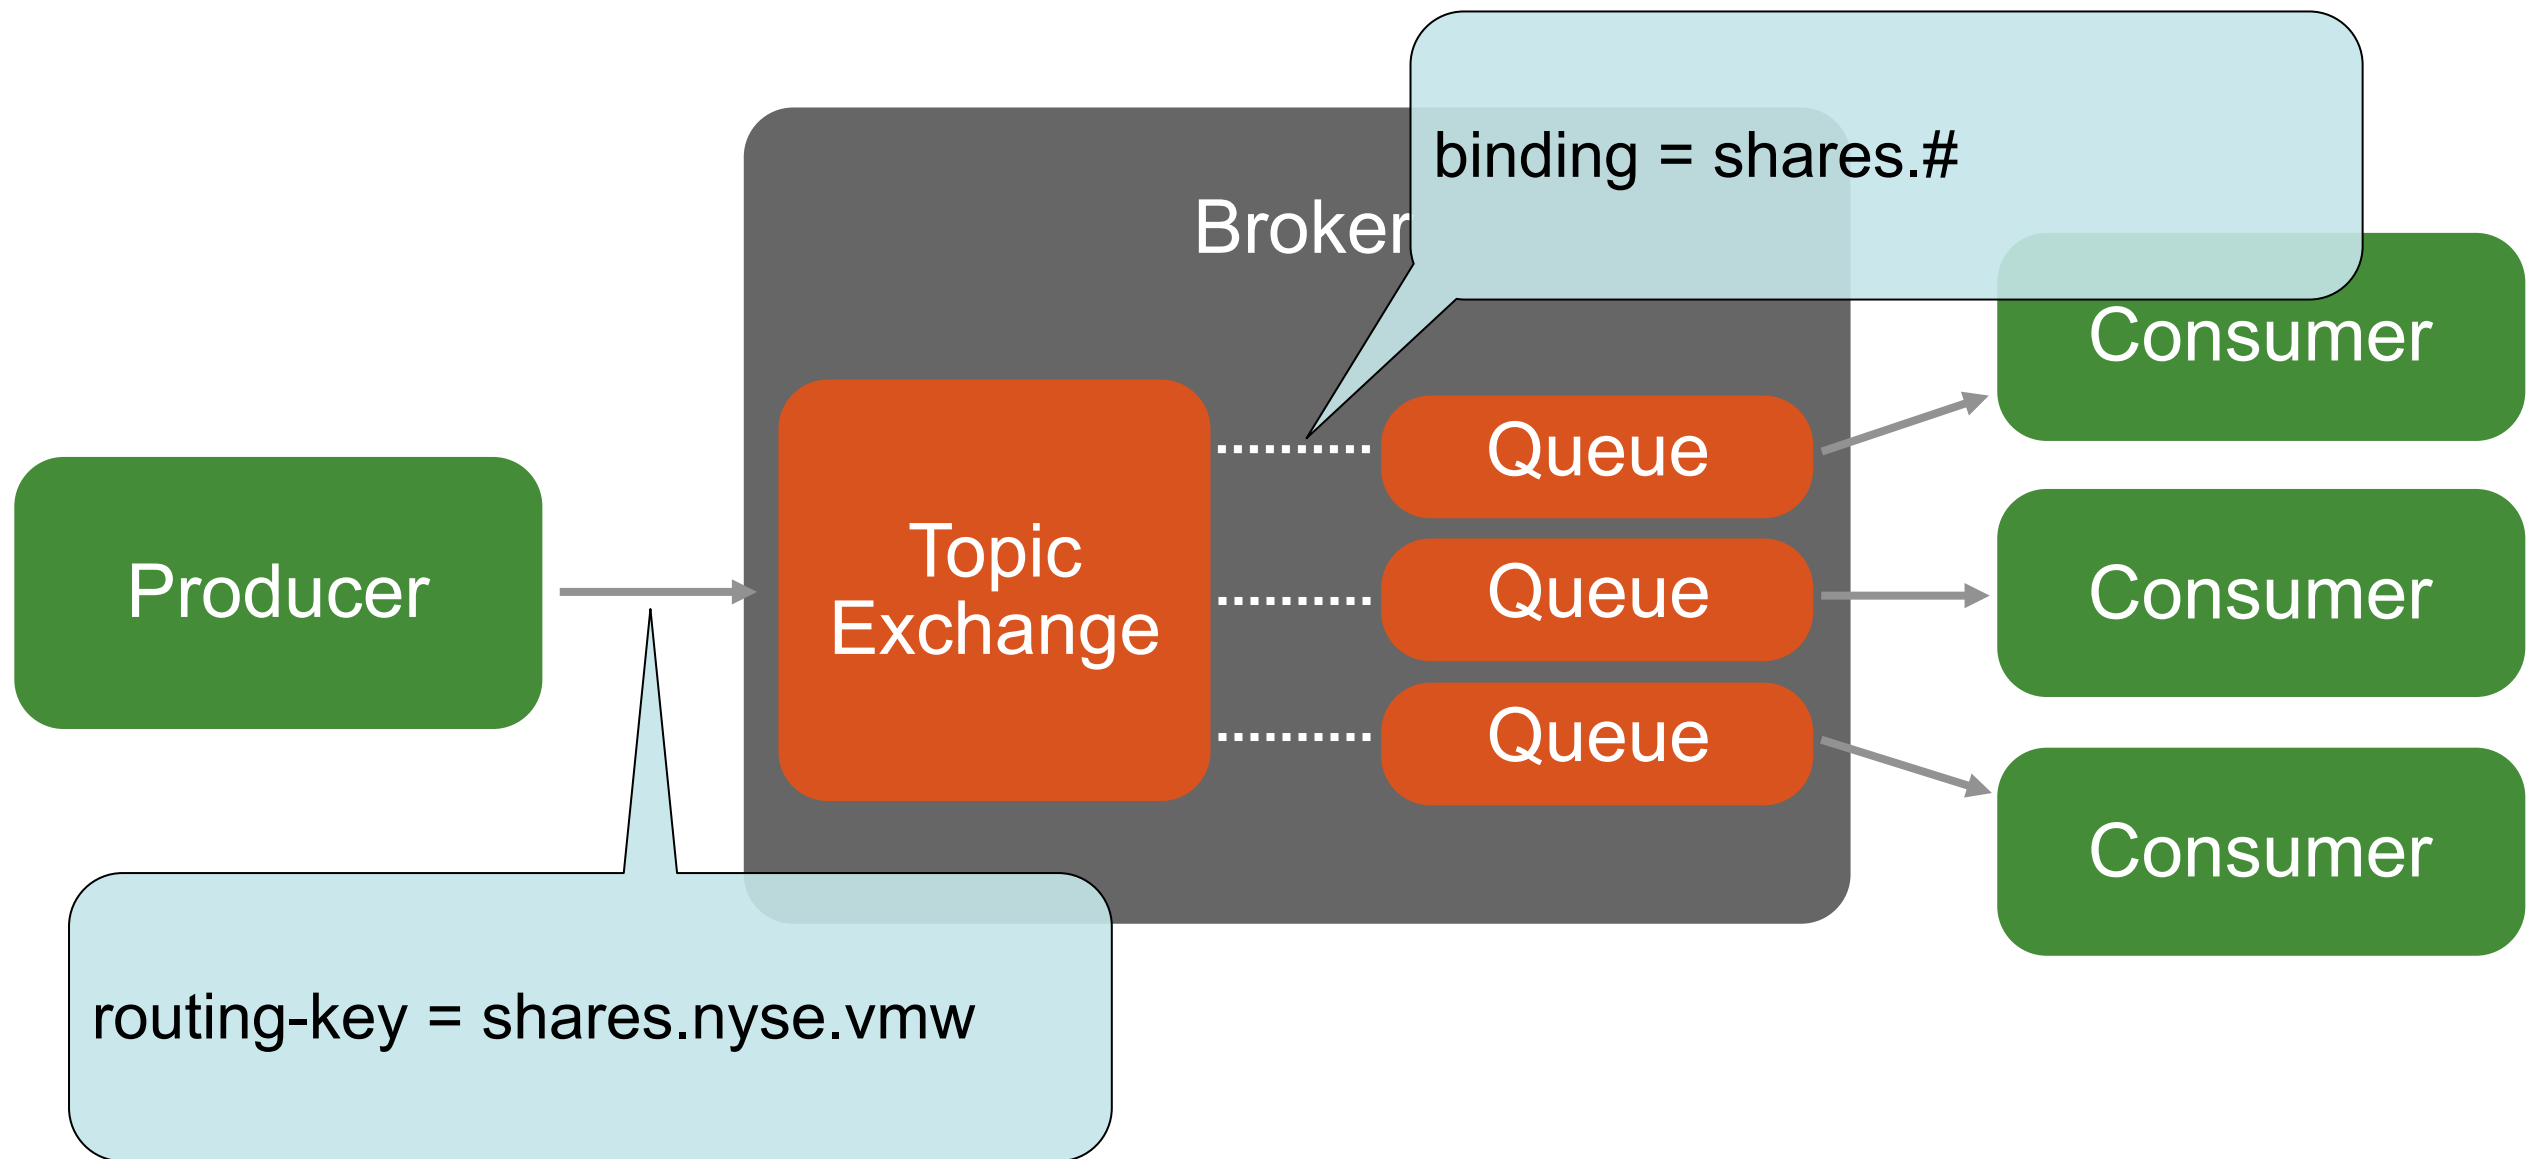 binding = shares.#
Broker
Consumer
Queue
Topic
Exchange
Producer
Queue
Consumer
Queue
Consumer
routing-key = shares.nyse.vmw